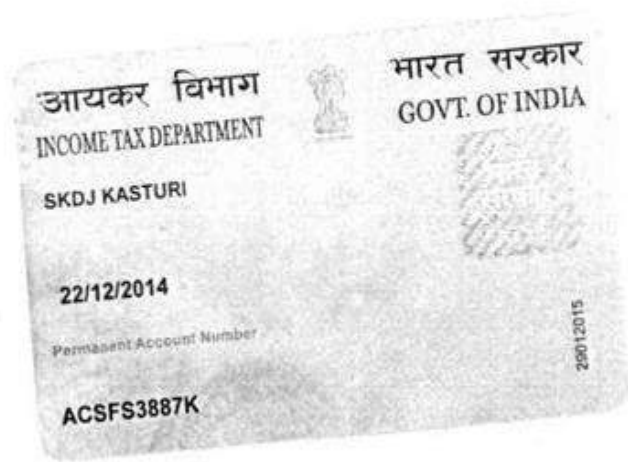 आयकर विभाग
INCOME TAX DEPARTMENT
भारत सरकार
GOVT. OF INDIA
SKDJ KASTURI
22/12/2014
Permanent Account Number
ACSFS3887K
29012015